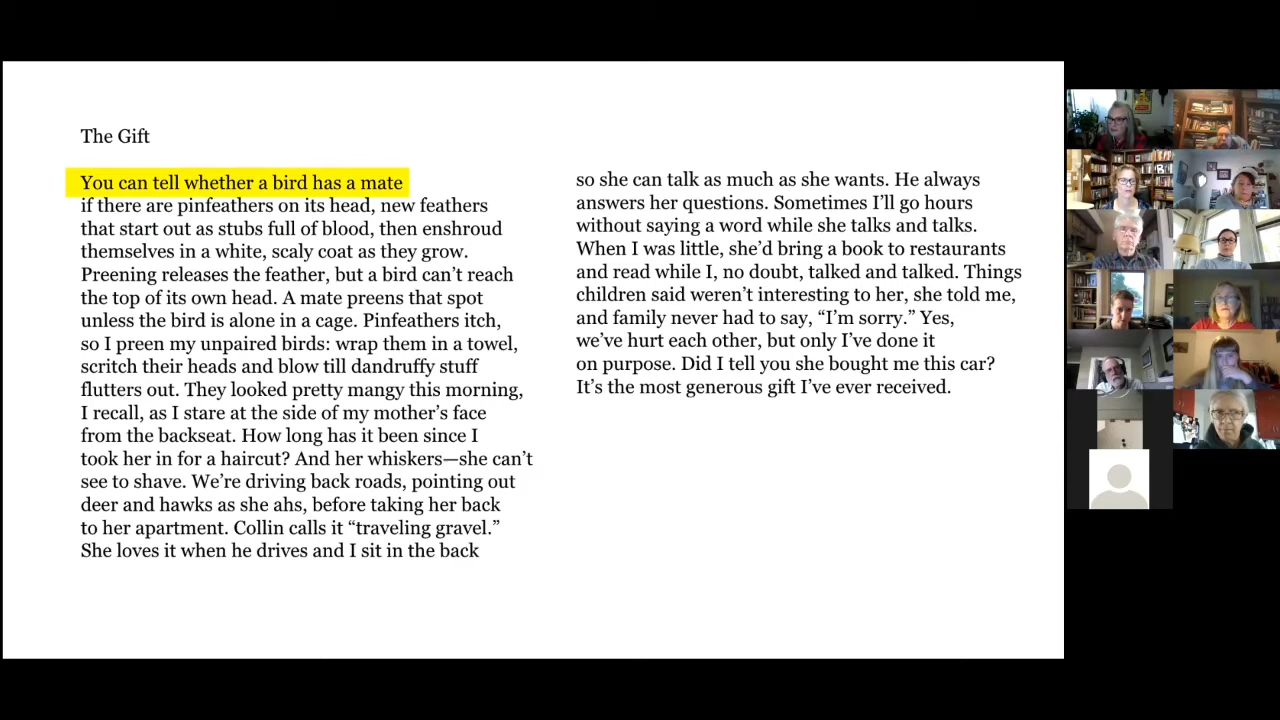 The Gift
You can tell whether a bird has a mate
if there are pinfeathers on its head, new feathers
that start out as stubs full of blood, then enshroud
themselves in a white, scaly coat as they grow.
Preening releases the feather, but a bird can’t reach
the top of its own head. A mate preens that spot
unless the bird is alone in a cage. Pinfeathers itch,
so I preen my unpaired birds: wrap them in a towel,
scritch their heads and blow till dandruffy stuff
flutters out. They looked pretty mangy this morning,
I recall, as I stare at the side of my mother’s face
from the backseat. How long has it been since I
took her in for a haircut? And her whiskers—she can’t
see to shave. We’re driving back roads, pointing out
deer and hawks as she ahs, before taking her back
to her apartment. Collin calls it “traveling gravel.”
She loves it when he drives and I sit in the back
so she can talk as much as she wants. He always
answers her questions. Sometimes I’ll go hours
without saying a word while she talks and talks.
When I was little, she’d bring a book to restaurants
and read while I, no doubt, talked and talked. Things
children said weren’t interesting to her, she told me,
and family never had to say, “I’m sorry.” Yes,
we’ve hurt each other, but only I’ve done it
on purpose. Did I tell you she bought me this car?
It’s the most generous gift I’ve ever received.